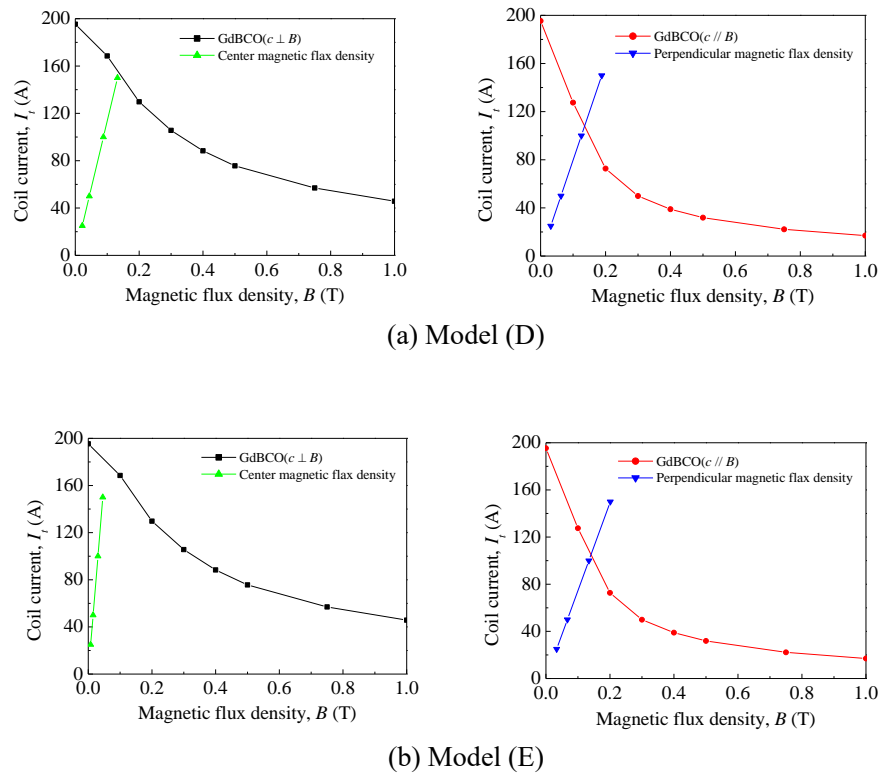 200
160
120
80
40
0
0.0 0.2 0.4 0.6 0.8 1.0
Coil current, I_t (A)
Magnetic flux density, B (T)
GdBCO(c ⊥ B)
Center magnetic flax density
200
160
120
80
40
0
0.0 0.2 0.4 0.6 0.8 1.0
Coil current, I_t (A)
Magnetic flux density, B (T)
GdBCO(c // B)
Perpendicular magnetic flax density
(a) Model (D)
200
160
120
80
40
0
0.0 0.2 0.4 0.6 0.8 1.0
Coil current, I_t (A)
Magnetic flux density, B (T)
GdBCO(c ⊥ B)
Center magnetic flax density
200
160
120
80
40
0
0.0 0.2 0.4 0.6 0.8 1.0
Coil current, I_t (A)
Magnetic flux density, B (T)
GdBCO(c // B)
Perpendicular magnetic flax density
(b) Model (E)